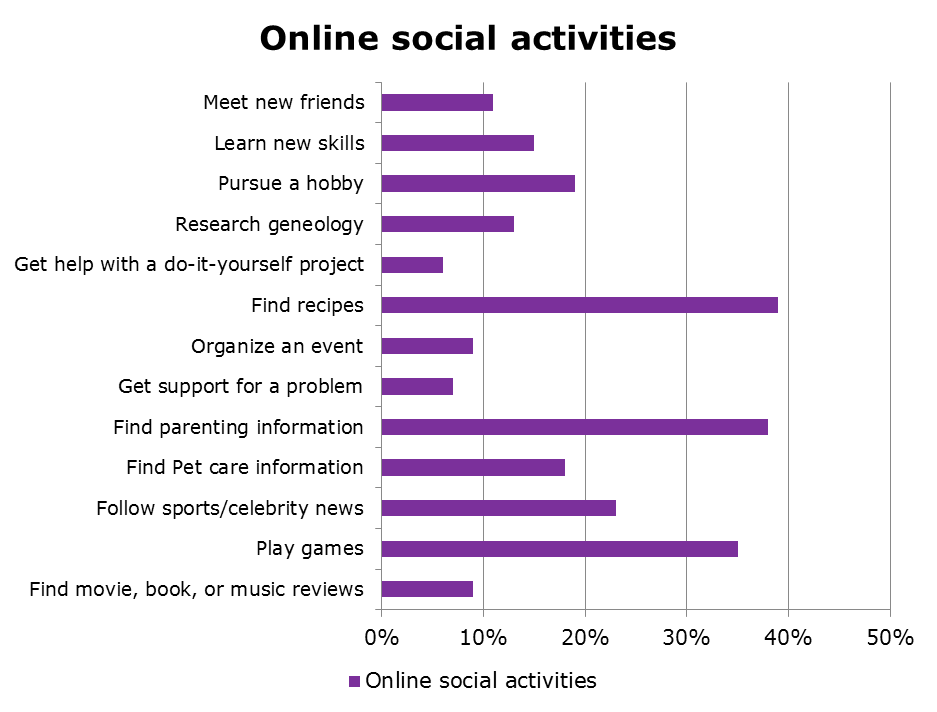 Online social activities
Meet new friends
Learn new skills
Pursue a hobby
Research geneology
Get help with a do-it-yourself project
Find recipes
Organize an event
Get support for a problem
Find parenting information
Find Pet care information
Follow sports/celebrity news
Play games
Find movie, book, or music reviews
0% 10% 20% 30% 40% 50%
Online social activities